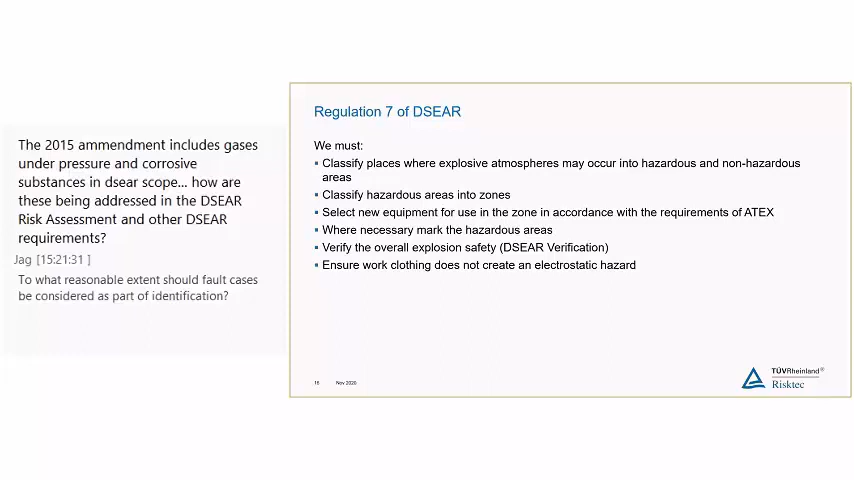 The 2015 ammendment includes gases
under pressure and corrosive
substances in dsear scope... how are
these being addressed in the DSEAR
Risk Assessment and other DSEAR
requirements?
Jag [15:21:31 ]
To what reasonable extent should fault cases
be considered as part of identification?
Regulation 7 of DSEAR
We must:
▪ Classify places where explosive atmospheres may occur into hazardous and non-hazardous
areas
▪ Classify hazardous areas into zones
▪ Select new equipment for use in the zone in accordance with the requirements of ATEX
▪ Where necessary mark the hazardous areas
▪ Verify the overall explosion safety (DSEAR Verification)
▪ Ensure work clothing does not create an electrostatic hazard
Nov 2020
TÜVRheinland®
Risktec